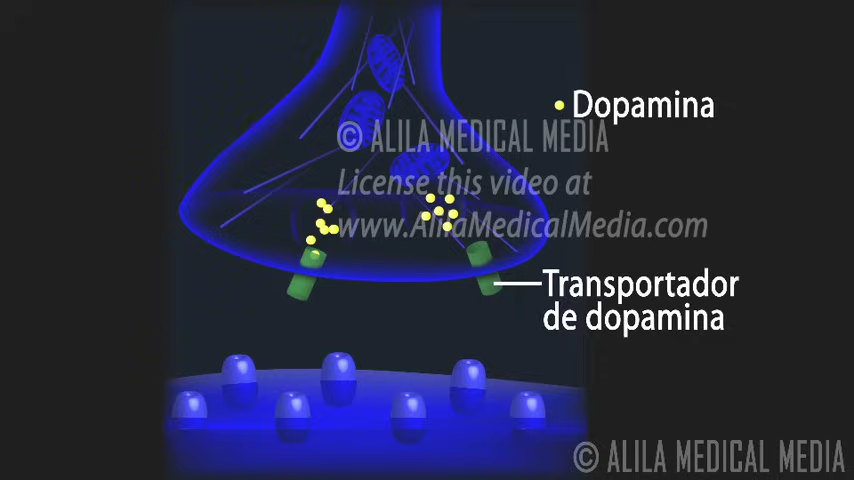 Dopamina
© ALILA MEDICAL MEDIA
License this video at
www.AlilaMedicalMedia.com
Transportador
de dopamina
© ALILA MEDICAL MEDIA